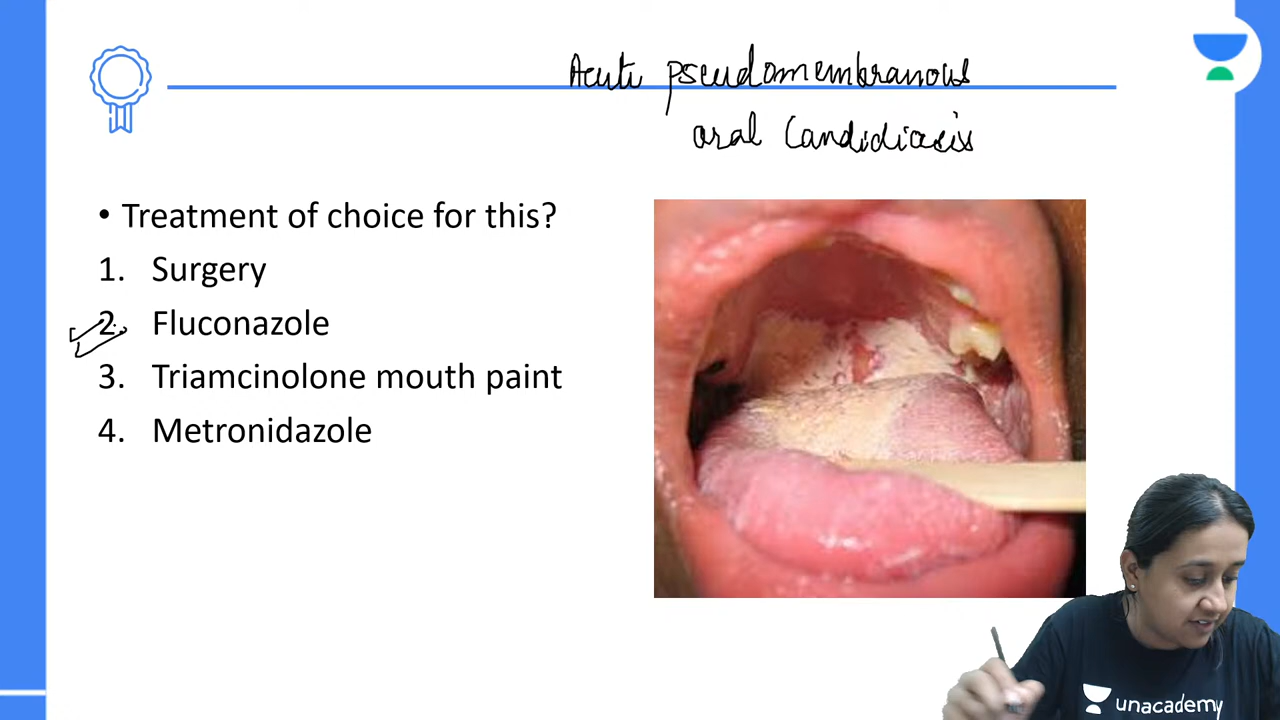 Acute pseudomembranous
oral Candidiasis
• Treatment of choice for this?
1. Surgery
2. Fluconazole
3. Triamcinolone mouth paint
4. Metronidazole
unacademy